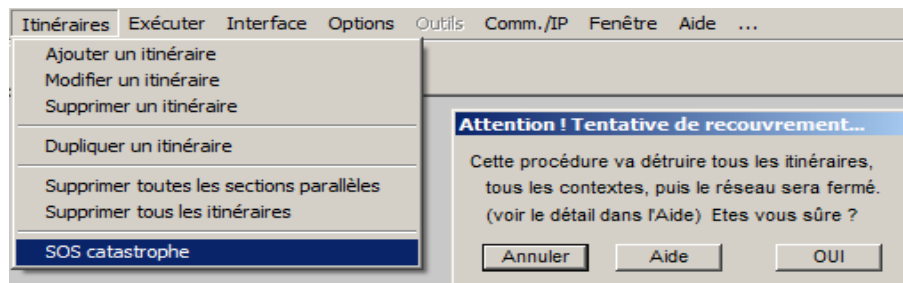 Itinéraires Exécuter Interface Options Outils Comm./IP Fenêtre Aide ...
Ajouter un itinéraire
Modifier un itinéraire
Supprimer un itinéraire
Dupliquer un itinéraire
Supprimer toutes les sections parallèles
Supprimer tous les itinéraires
SOS catastrophe
Attention ! Tentative de recouvrement...
Cette procédure va détruire tous les itinéraires,
tous les contextes, puis le réseau sera fermé.
(voir le détail dans l'Aide) Etes vous sûre ?
Annuler Aide OUI